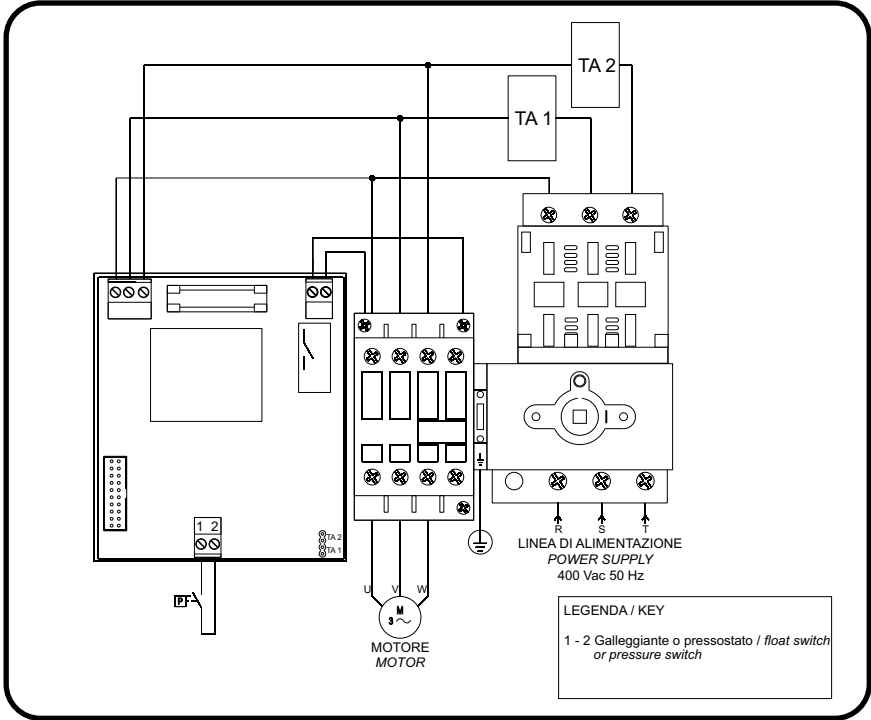 TA 2
TA 1
1 2
TA 2
TA 1
P
R S T
LINEA DI ALIMENTAZIONE
POWER SUPPLY
400 Vac 50 Hz
U V W
M
3 ~
MOTORE
MOTOR
I
LEGENDA / KEY
1 - 2 Galleggiante o pressostato / float switch
or pressure switch